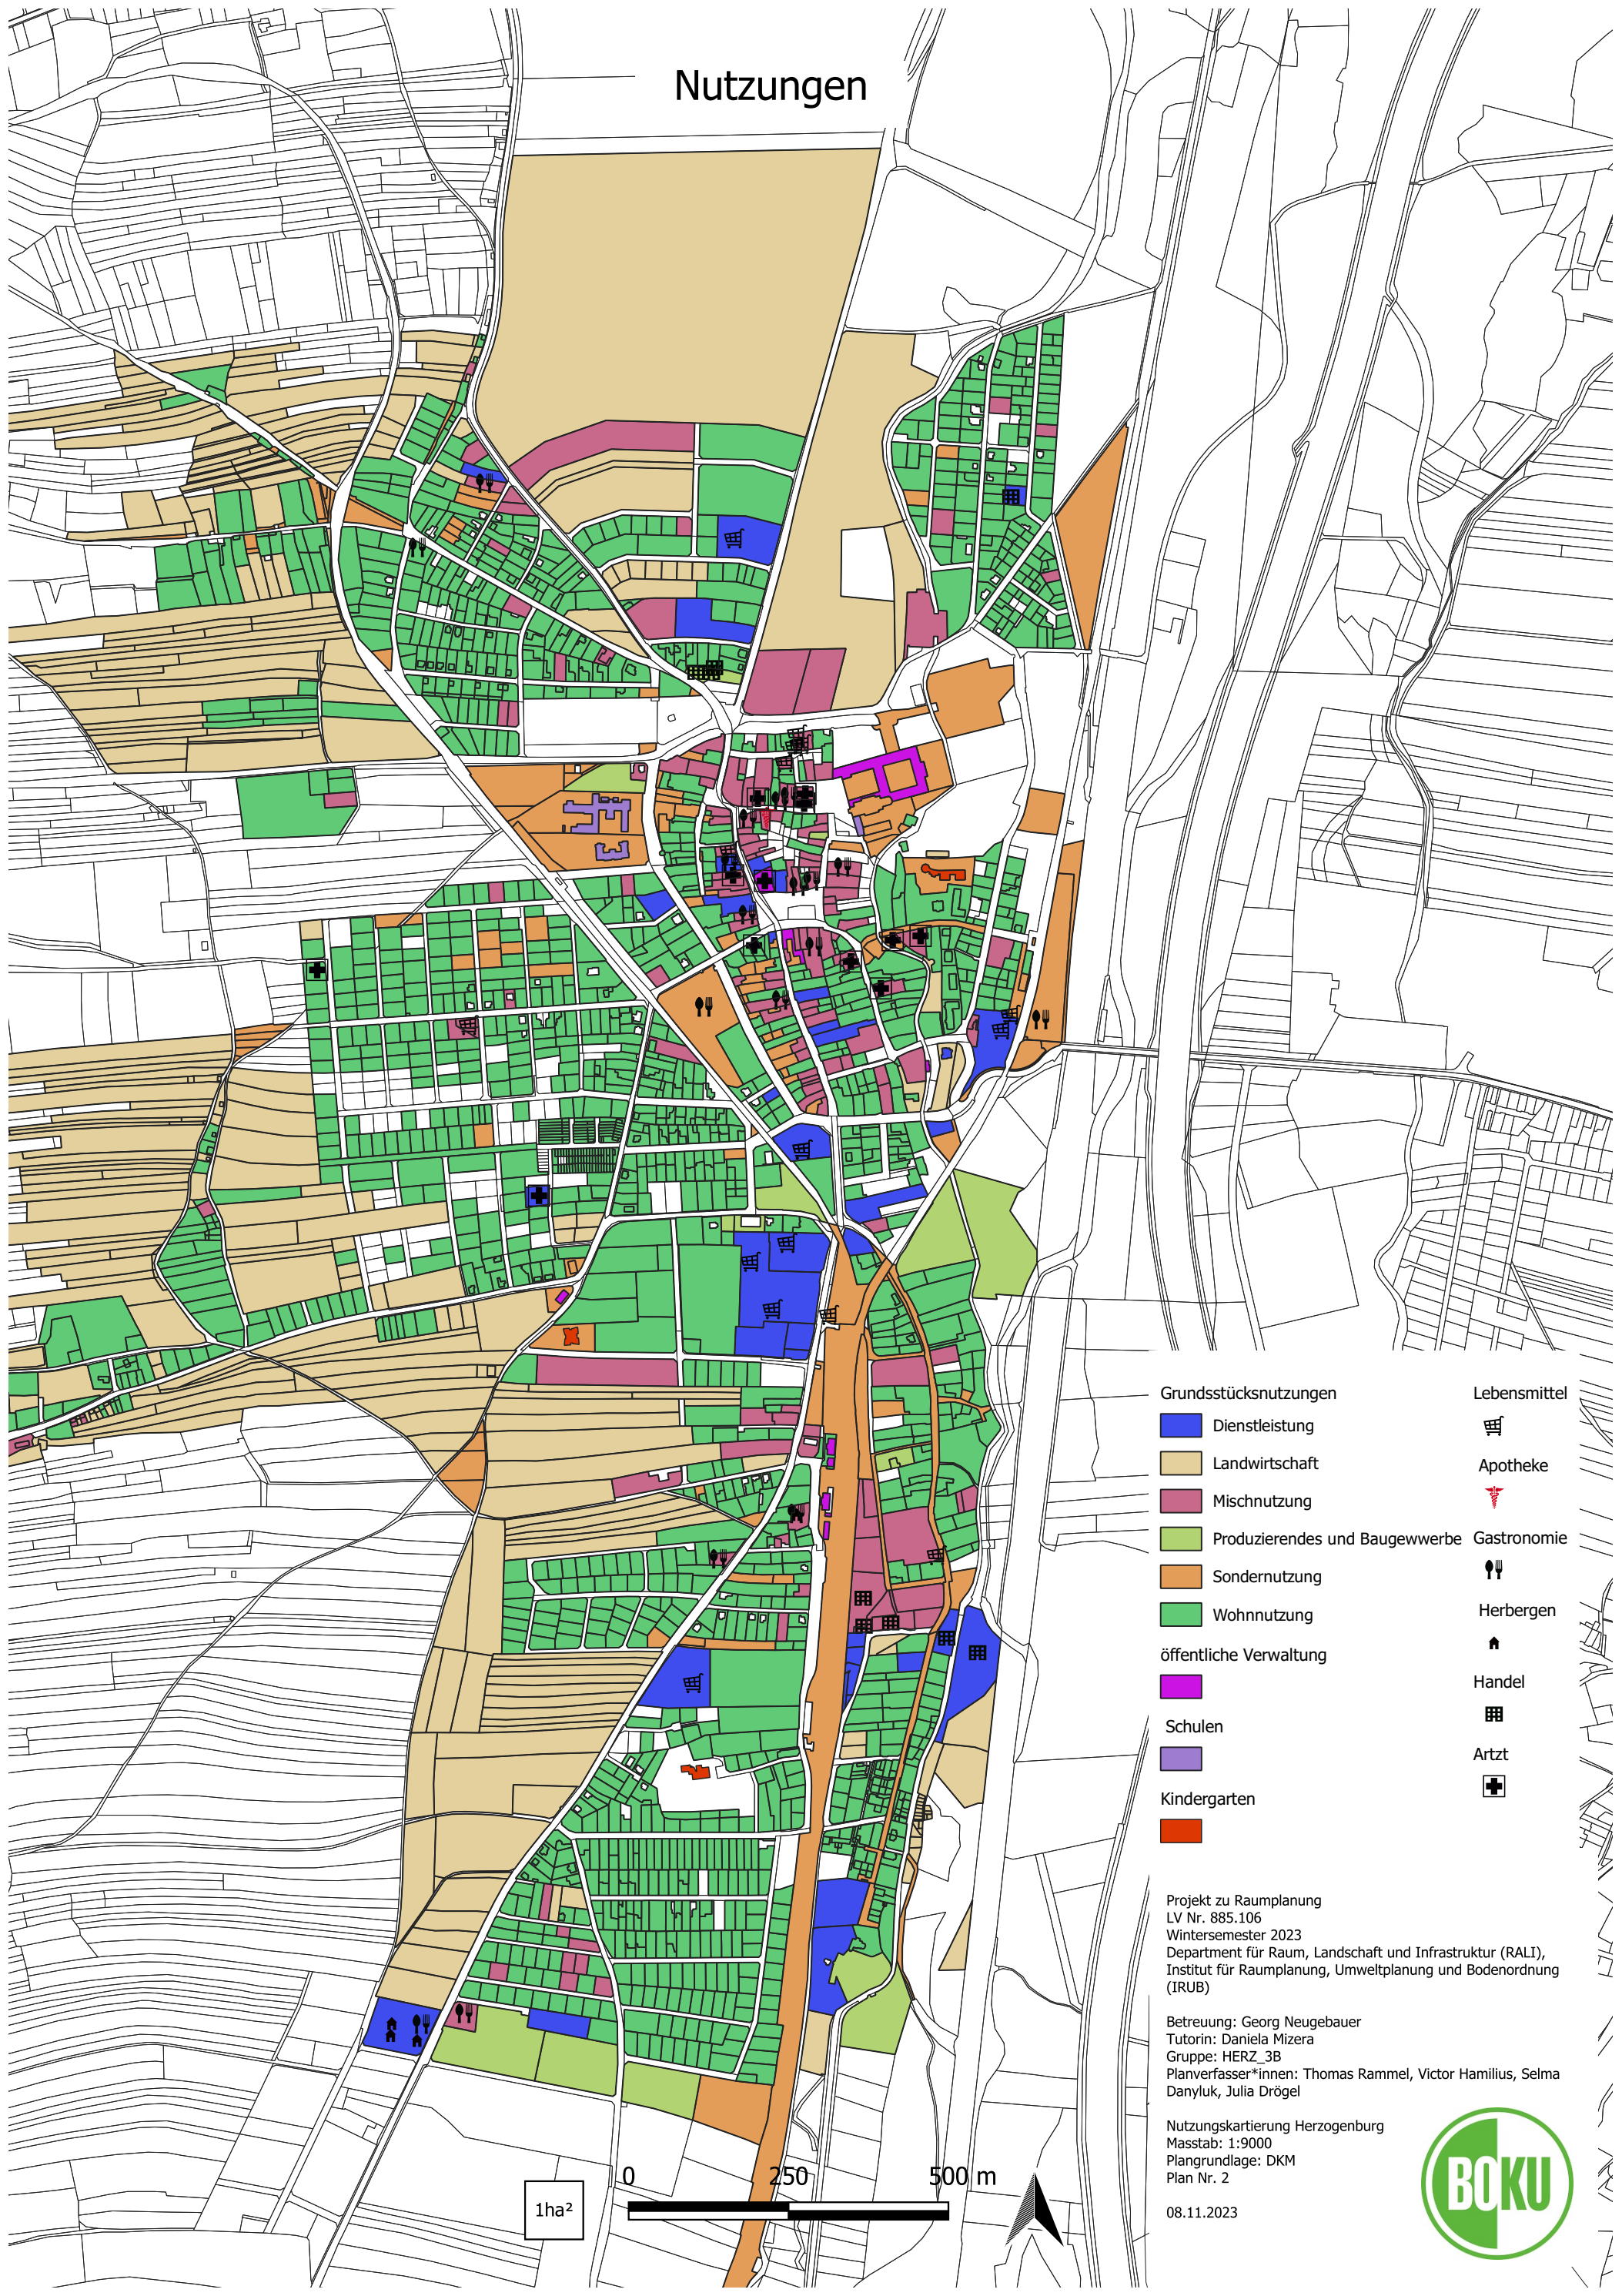 Nutzungen
Grundsstücksnutzungen
Dienstleistung
Landwirtschaft
Mischnutzung
Produzierendes und Baugewwerbe
Sondernutzung
Wohnnutzung
öffentliche Verwaltung
Schulen
Kindergarten
Lebensmittel
Apotheke
Gastronomie
Herbergen
Handel
Artzt
Projekt zu Raumplanung
LV Nr. 885.106
Wintersemester 2023
Department für Raum, Landschaft und Infrastruktur (RALI),
Institut für Raumplanung, Umweltplanung und Bodenordnung
(IRUB)
Betreuung: Georg Neugebauer
Tutorin: Daniela Mizera
Gruppe: HERZ_3B
Planverfasser*innen: Thomas Rammel, Victor Hamilius, Selma
Danyluk, Julia Drögel
Nutzungskartierung Herzogenburg
Masstab: 1:9000
Plangrundlage: DKM
Plan Nr. 2
08.11.2023
BOKU
1ha²
0 250 500 m